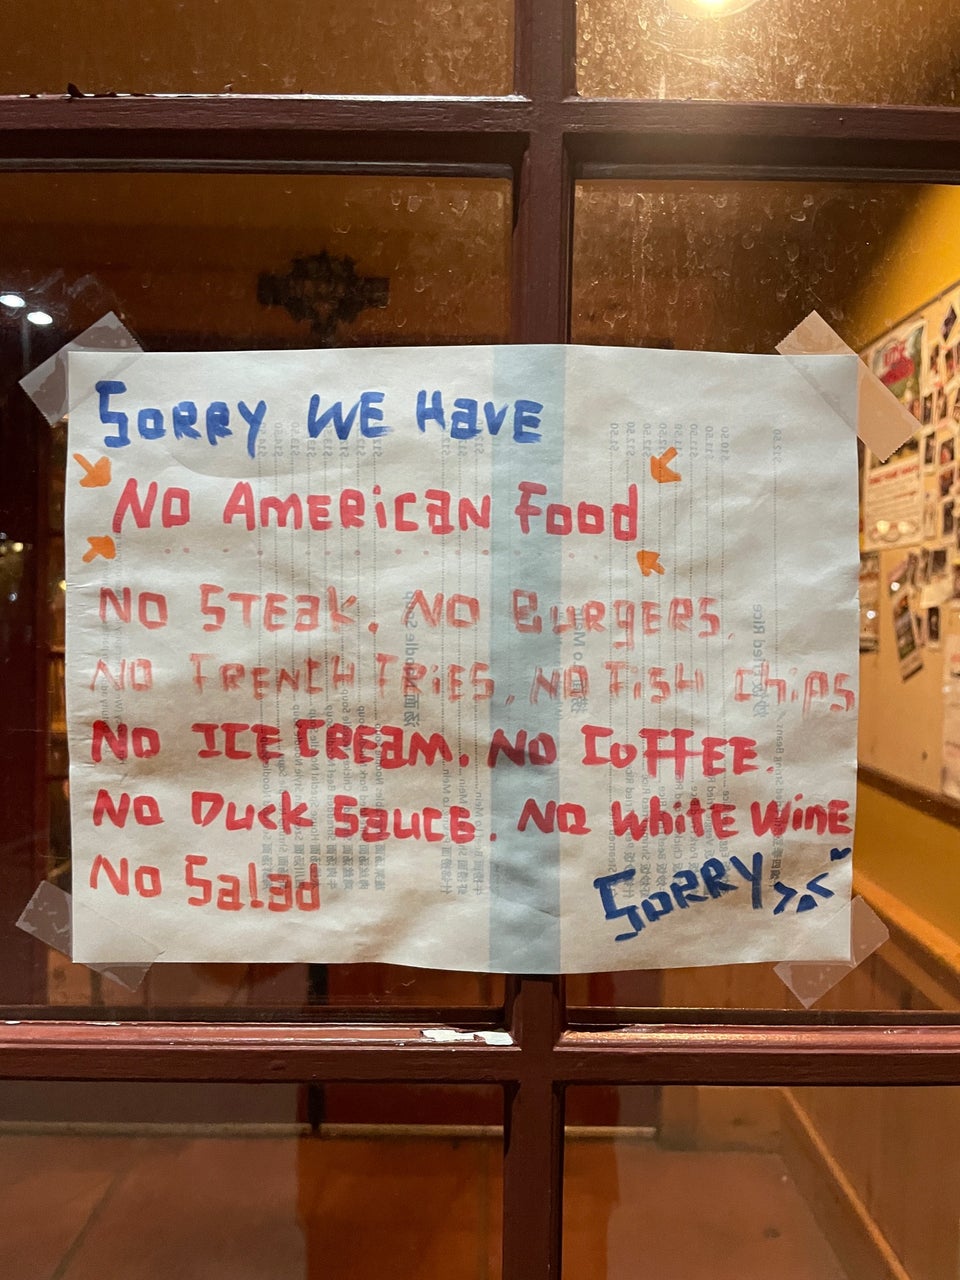 SORRY WE HAVE
NO AMERICAN FOOD
NO STEAK. NO BURGERS.
NO FRENCH FRIES. NO FISH CHIPS
NO ICE CREAM. NO COFFEE.
NO DUCK SAUCE. NO WHITE WINE
NO Salad
SORRY >.<